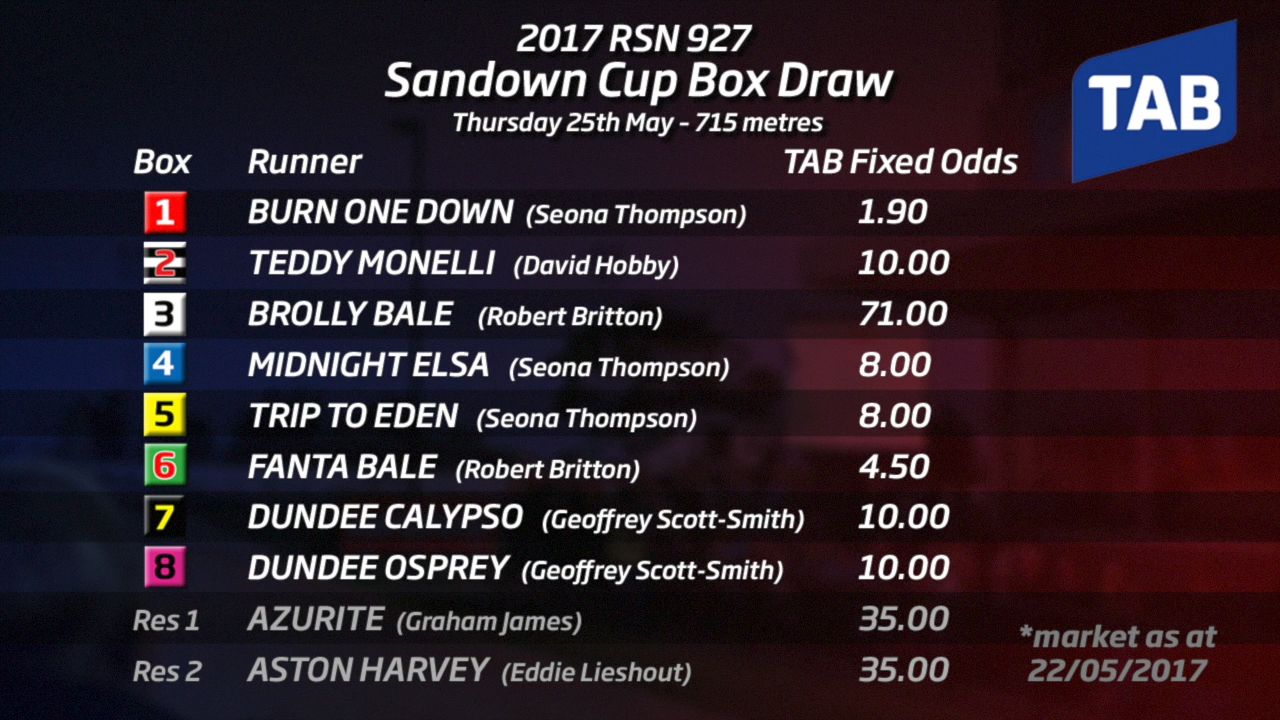 2017 RSN 927
Sandown Cup Box Draw
Thursday 25th May - 715 metres
TAB
Box Runner TAB Fixed Odds
1 BURN ONE DOWN (Seona Thompson) 1.90
2 TEDDY MONELLI (David Hobby) 10.00
3 BROLLY BALE (Robert Britton) 71.00
4 MIDNIGHT ELSA (Seona Thompson) 8.00
5 TRIP TO EDEN (Seona Thompson) 8.00
6 FANTA BALE (Robert Britton) 4.50
7 DUNDEE CALYPSO (Geoffrey Scott-Smith) 10.00
8 DUNDEE OSPREY (Geoffrey Scott-Smith) 10.00
Res 1 AZURITE (Graham James) 35.00
Res 2 ASTON HARVEY (Eddie Lieshout) 35.00
*market as at
22/05/2017